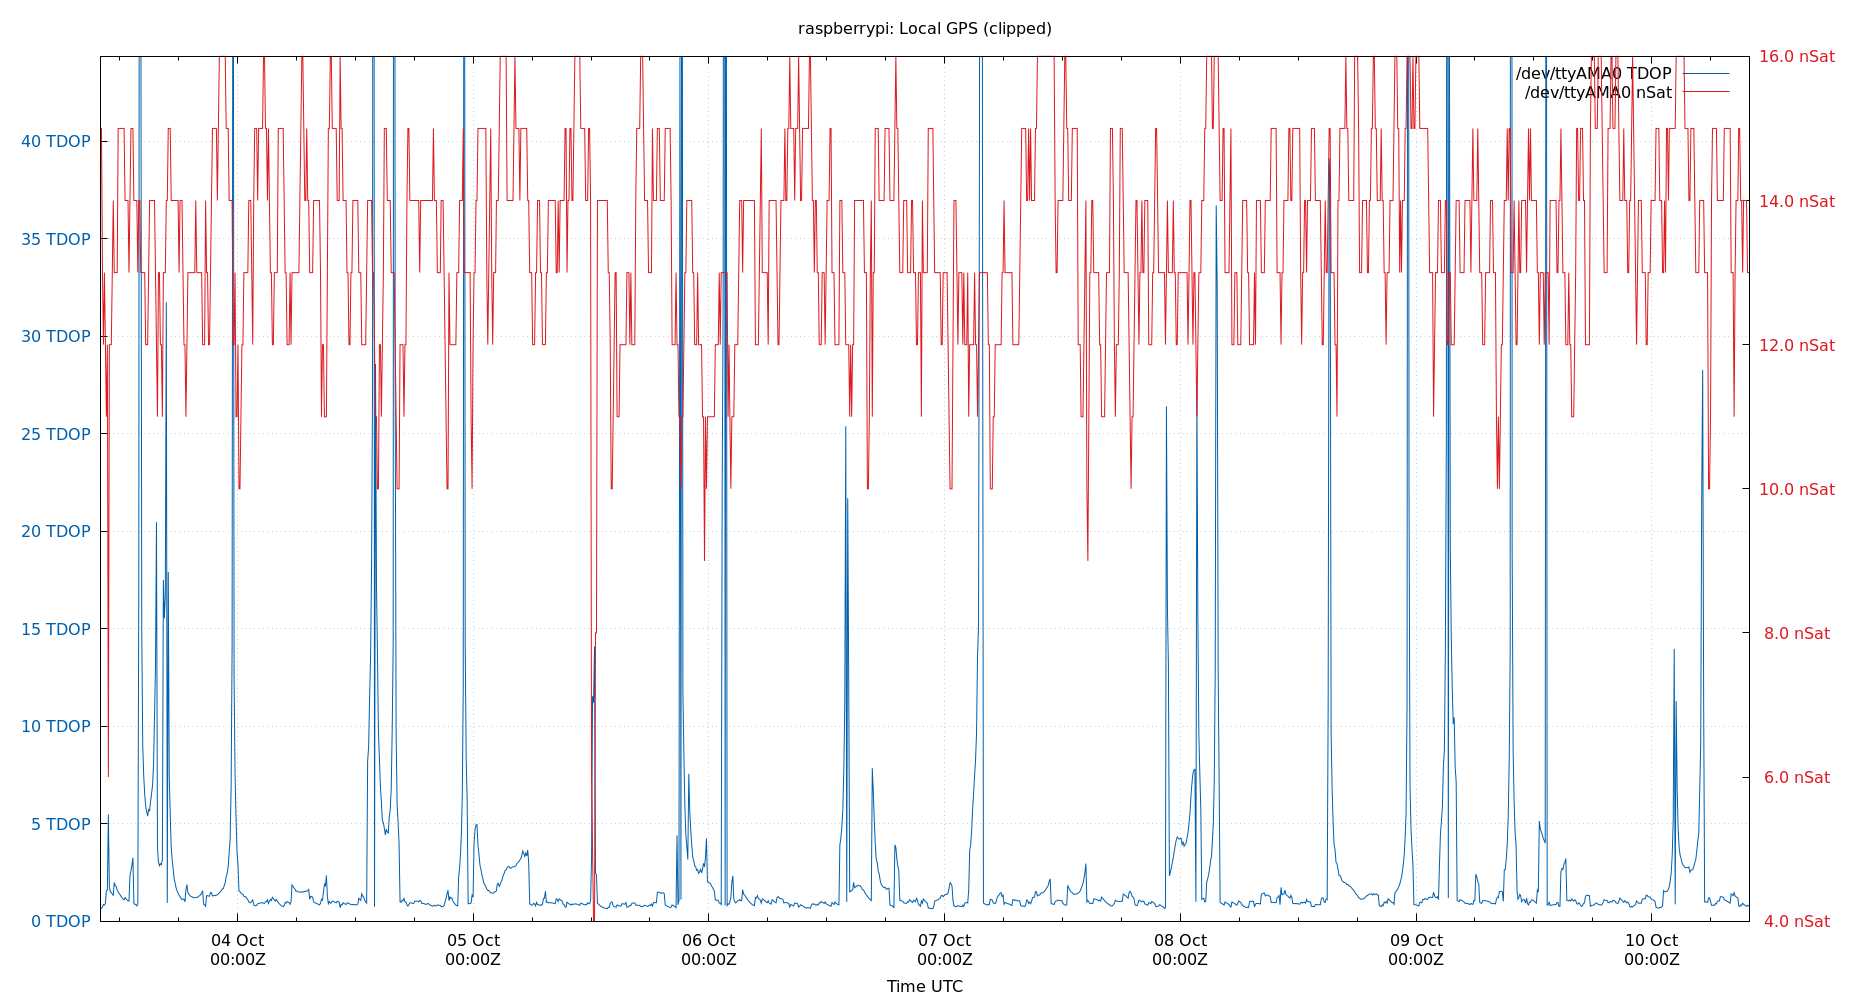 raspberrypi: Local GPS (clipped)
/dev/ttyAMA0 TDOP
/dev/ttyAMA0 nSat
40 TDOP
35 TDOP
30 TDOP
25 TDOP
20 TDOP
15 TDOP
10 TDOP
5 TDOP
0 TDOP
16.0 nSat
14.0 nSat
12.0 nSat
10.0 nSat
8.0 nSat
6.0 nSat
4.0 nSat
04 Oct
00:00Z
05 Oct
00:00Z
06 Oct
00:00Z
07 Oct
00:00Z
08 Oct
00:00Z
09 Oct
00:00Z
10 Oct
00:00Z
Time UTC